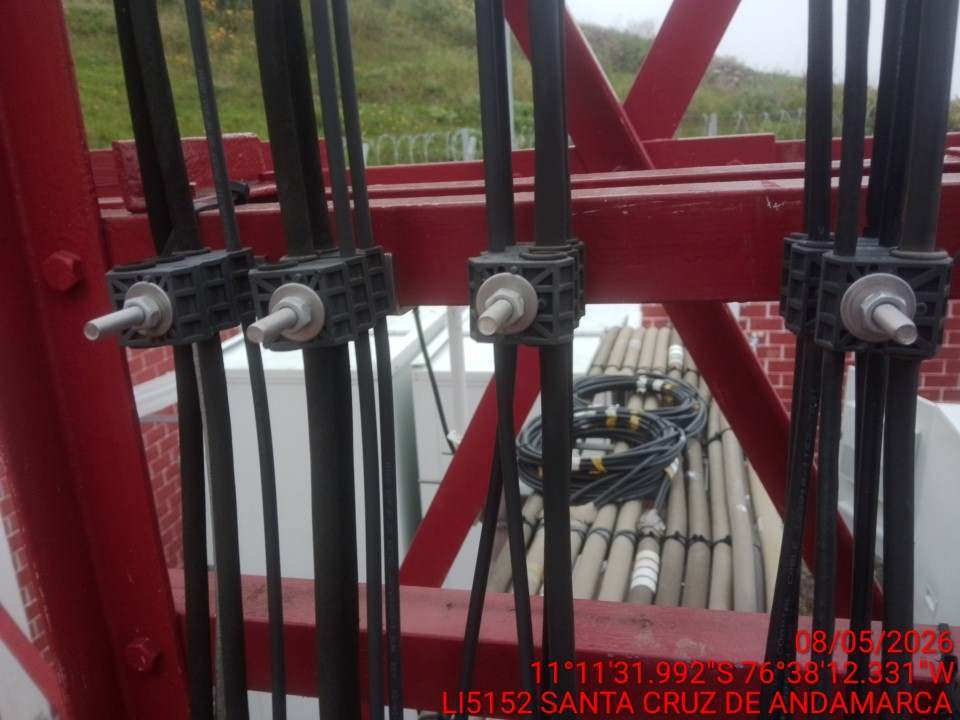 08/05/2026
11°11'31.992"S 76°38'12.331"W
LI5152 SANTA CRUZ DE ANDAMARCA